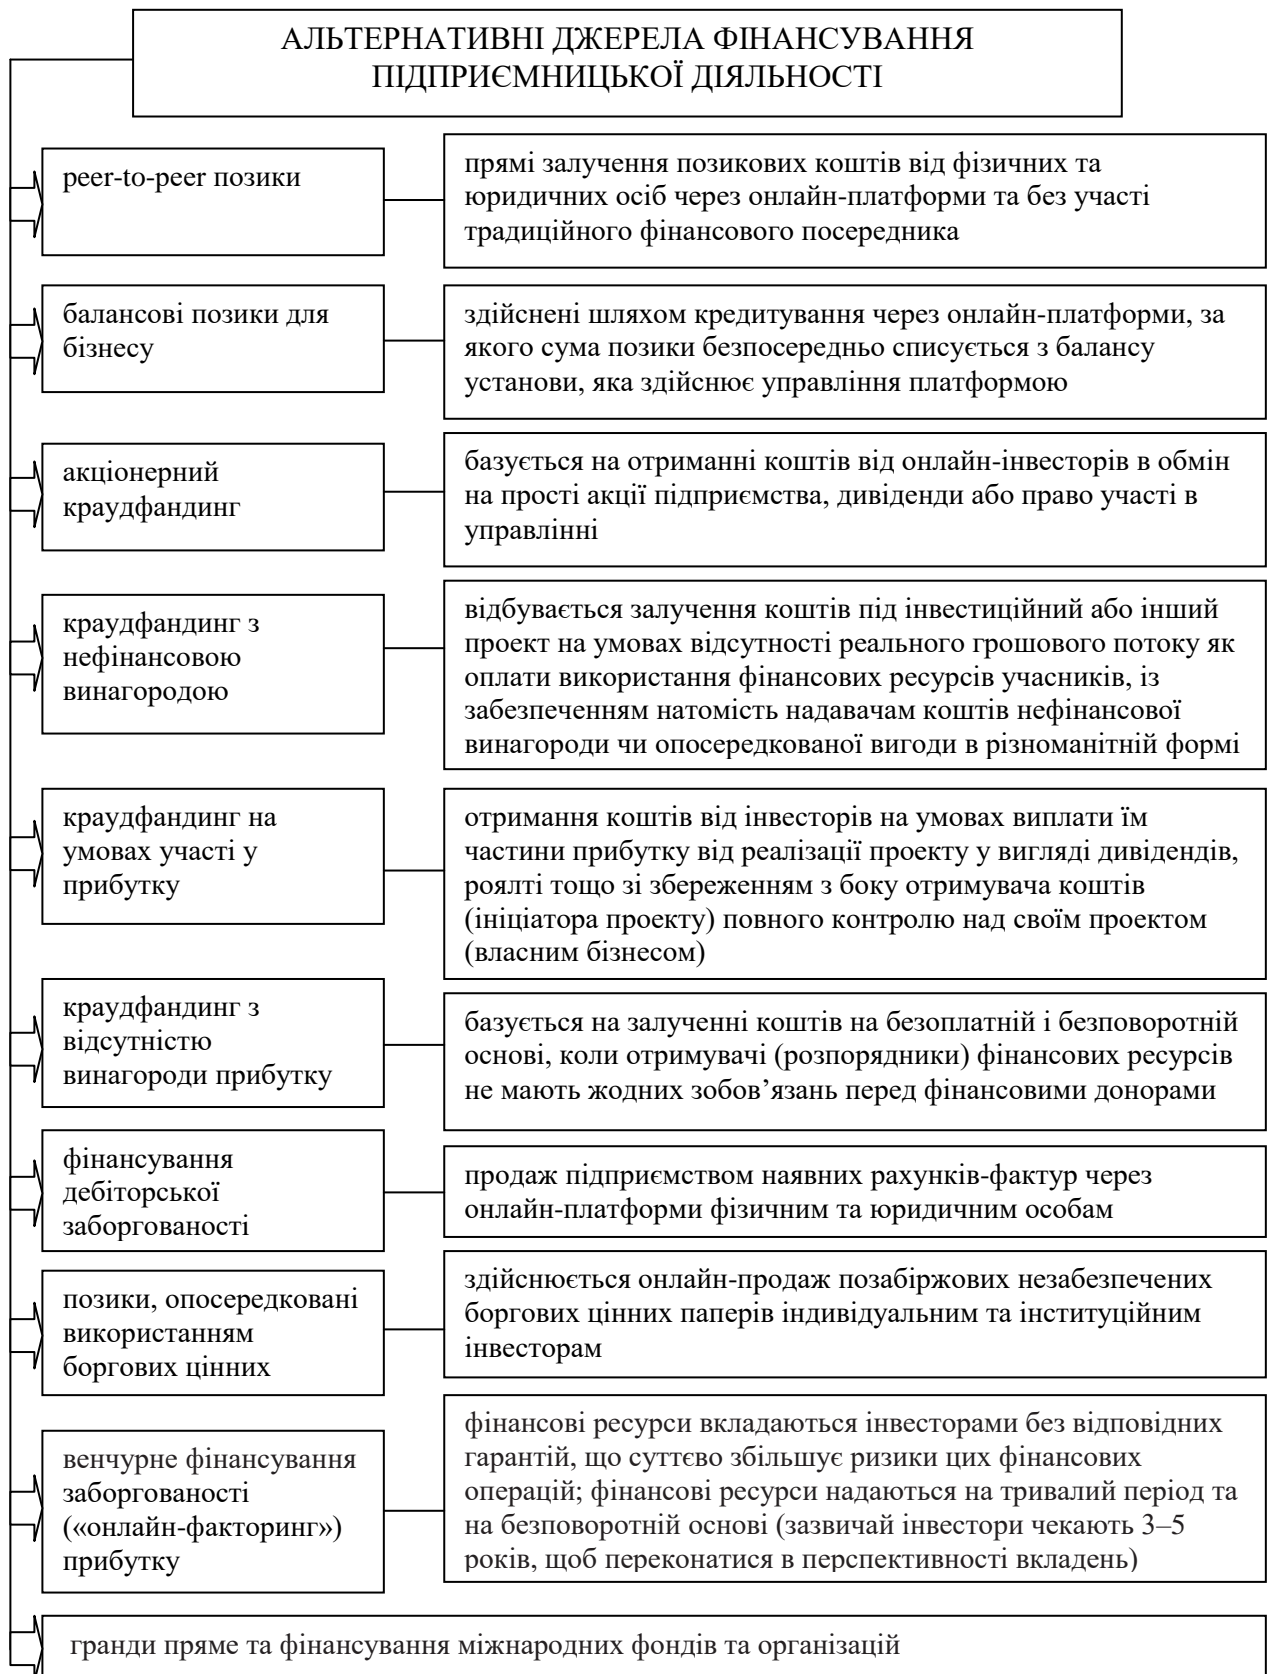 АЛЬТЕРНАТИВНІ ДЖЕРЕЛА ФІНАНСУВАННЯ
ПІДПРИЄМНИЦЬКОЇ ДІЯЛЬНОСТІ
peer-to-peer позики
прямі залучення позикових коштів від фізичних та
юридичних осіб через онлайн-платформи та без участі
традиційного фінансового посередника
балансові позики для
бізнесу
здійснені шляхом кредитування через онлайн-платформи, за
якого сума позики безпосередньо списується з балансу
установи, яка здійснює управління платформою
акціонерний
краудфандинг
базується на отриманні коштів від онлайн-інвесторів в обмін
на прості акції підприємства, дивіденди або право участі в
управлінні
краудфандинг з
нефінансовою
винагородою
відбувається залучення коштів під інвестиційний або інший
проект на умовах відсутності реального грошового потоку як
оплати використання фінансових ресурсів учасників, із
забезпеченням натомість надавачам коштів нефінансової
винагороди чи опосередкованої вигоди в різноманітній формі
краудфандинг на
умовах участі у
прибутку
отримання коштів від інвесторів на умовах виплати їм
частини прибутку від реалізації проекту у вигляді дивідендв,
роялті тощо зі збереженням з боку отримувача коштів
(ініціатора проекту) повного контролю над своїм проектом
(власним бізнесом)
краудфандинг з
відсутністю
винагороди прибутку
базується на залученні коштів на безоплатній і безповоротній
основі, коли отримувачі (розпорядники) фінансових ресурсів
не мають жодних зобов’язань перед фінансовими донорами
фінансування
дебіторської
заборгованості
продаж підприємством наявних рахунків-фактур через
онлайн-платформи фізичним та юридичним особам
позики, опосередковані
використанням
боргових цінних
здійснюється онлайн-продаж позабіржових незабезпечених
боргових цінних паперів індивідуальним та інституційним
інвесторам
венчурне фінансування
заборгованості
(«онлайн-факторинг»)
прибутку
фінансові ресурси вкладаються інвесторами без відповідних
гарантій, що суттєво збільшує ризики цих фінансових
операцій; фінансові ресурси надаються на тривалий період та
на безповоротній основі (зазвичай інвестори чекають 3–5
років, щоб переконатися в перспективності вкладень)
гранди пряме та фінансування міжнародних фондів та організацій